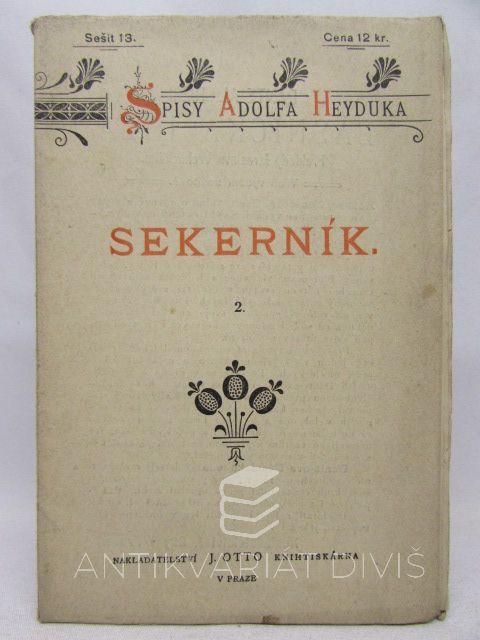 Sešit 13. Cena 12 kr.
SPISY ADOLFA HEYDUKA
SEKERNÍK.
2.
NAKLADATELSTVÍ J. OTTO KNIHTISKÁRNA
ANTIKVARIÁT DIVIŠ
V PRAZE